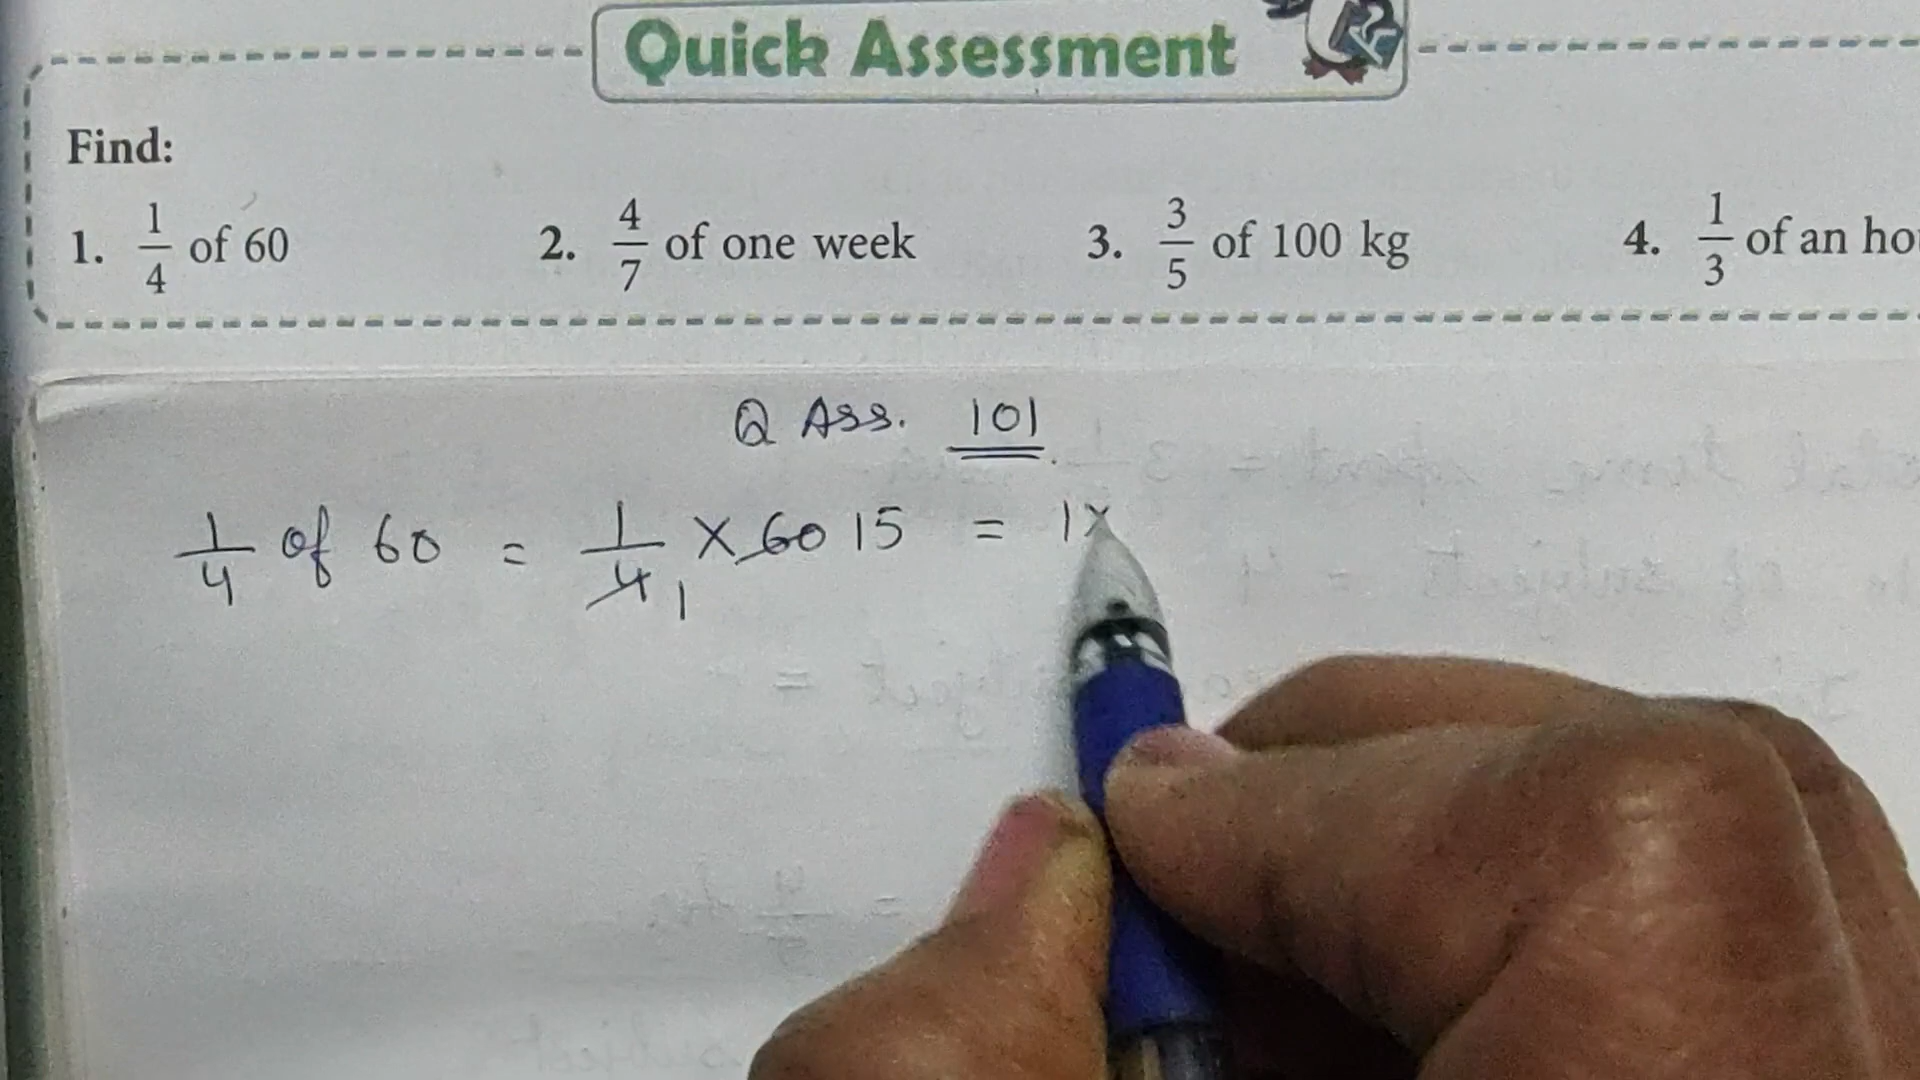 Quick Assessment
Find:
1. 1/4 of 60 2. 4/7 of one week 3. 3/5 of 100 kg 4. 1/3 of an ho
Q Ass. 101
1/4 of 60 = 1/4 1 × 60 15 = 1×